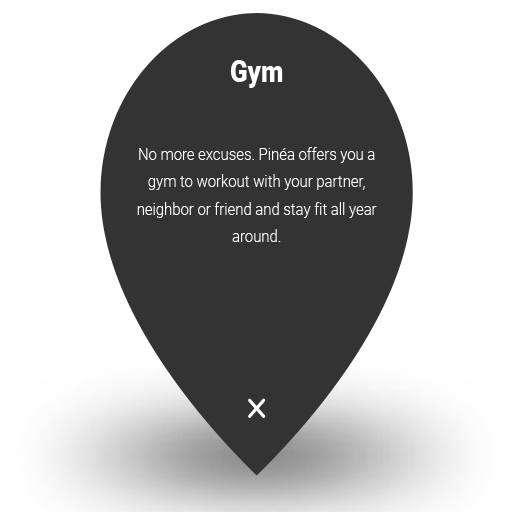 Gym
No more excuses. Pinéa offers you a
gym to workout with your partner,
neighbor or friend and stay fit all year
around.